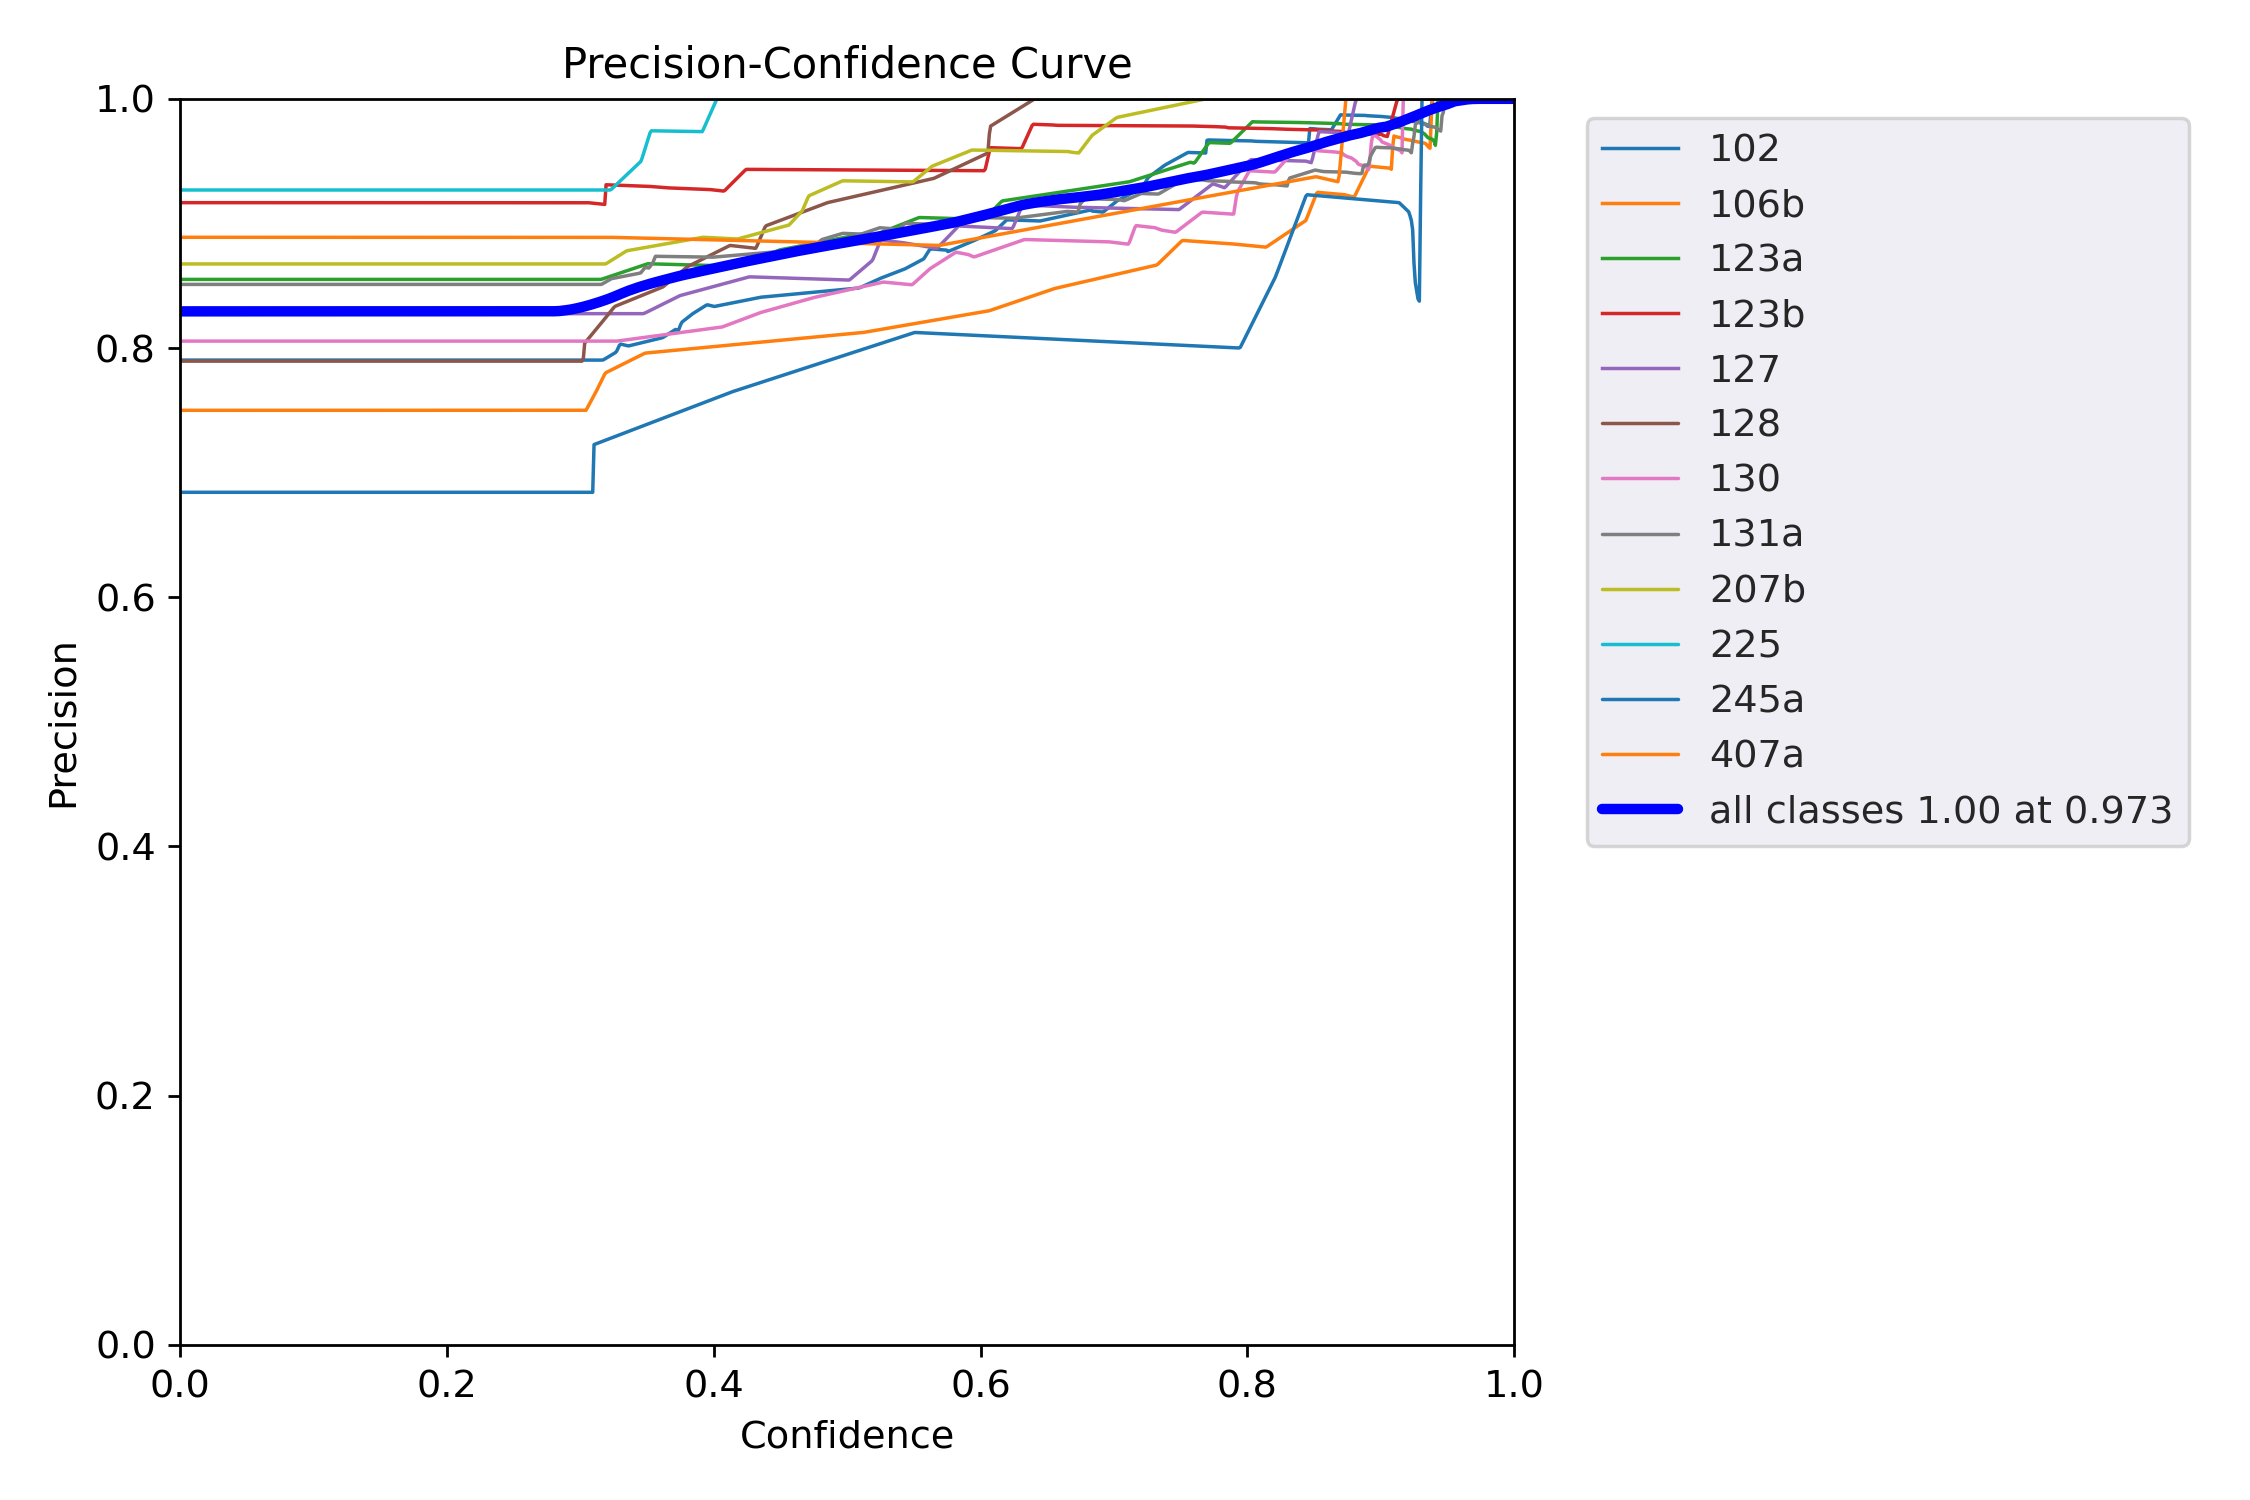 Precision-Confidence Curve
1.0
0.8
0.6
0.4
0.2
0.0
Precision
0.0 0.2 0.4 0.6 0.8 1.0
Confidence
102
106b
123a
123b
127
128
130
131a
207b
225
245a
407a
all classes 1.00 at 0.973